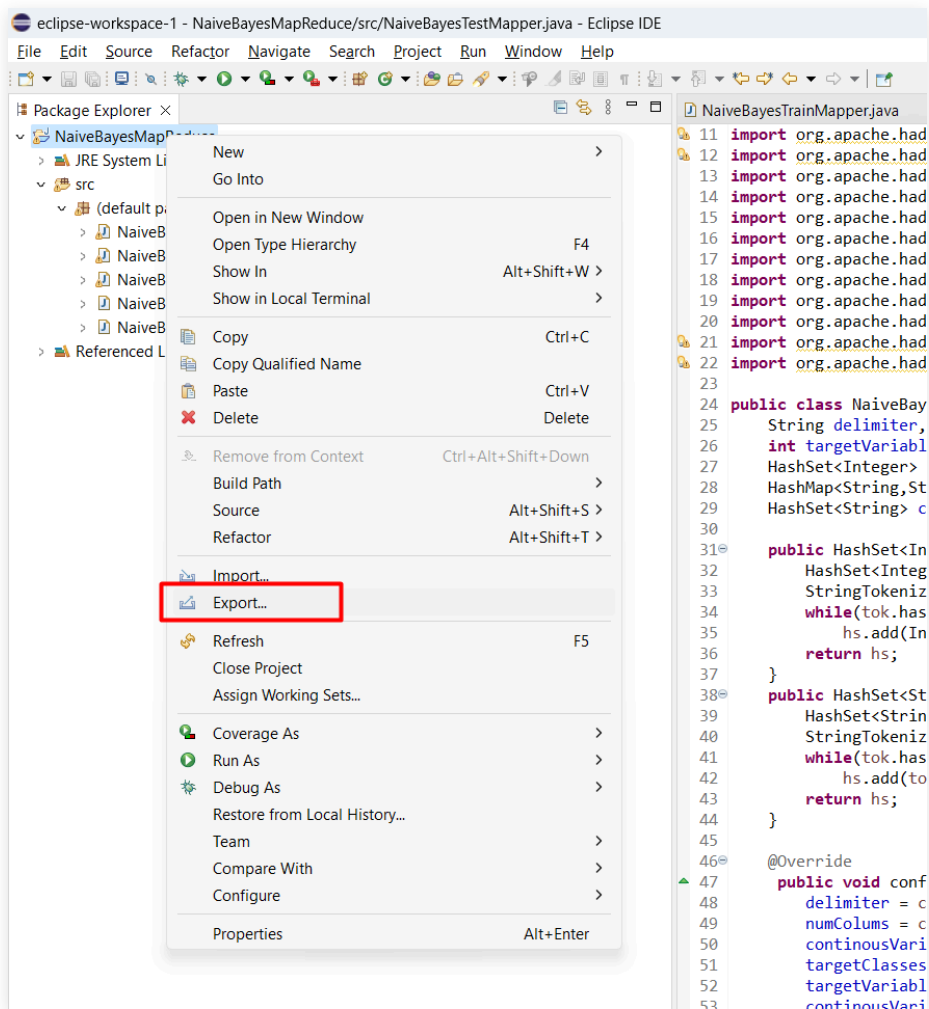 eclipse-workspace-1 - NaiveBayesMapReduce/src/NaiveBayesTestMapper.java - Eclipse IDE
File Edit Source Refactor Navigate Search Project Run Window Help
Package Explorer
NaiveBayesMapReduce
JRE System Li
src
(default pa
NaiveB
NaiveB
NaiveB
NaiveB
NaiveB
Referenced L
New
Go Into
Open in New Window
Open Type Hierarchy F4
Show In Alt+Shift+W
Show in Local Terminal
Copy Ctrl+C
Copy Qualified Name
Paste Ctrl+V
Delete Delete
Remove from Context Ctrl+Alt+Shift+Down
Build Path
Source Alt+Shift+S
Refactor Alt+Shift+T
Import...
Export...
Refresh F5
Close Project
Assign Working Sets...
Coverage As
Run As
Debug As
Restore from Local History...
Team
Compare With
Configure
Properties Alt+Enter
NaiveBayesTrainMapper.java
11 import org.apache.had
12 import org.apache.had
13 import org.apache.had
14 import org.apache.had
15 import org.apache.had
16 import org.apache.had
17 import org.apache.had
18 import org.apache.had
19 import org.apache.had
20 import org.apache.had
21 import org.apache.had
22 import org.apache.had
23
24 public class NaiveBay
25 String delimiter,
26 int targetVariabl
27 HashSet<Integer>
28 HashMap<String,St
29 HashSet<String> c
30
31 public HashSet<In
32 HashSet<Integ
33 StringTokeniz
34 while(tok.has
35 hs.add(In
36 return hs;
37 }
38 public HashSet<St
39 HashSet<Strin
40 StringTokeniz
41 while(tok.has
42 hs.add(to
43 return hs;
44 }
45
46 @Override
47 public void conf
48 delimiter = c
49 numColums = c
50 continousVari
51 targetClasses
52 targetVariabl
53 continousVari